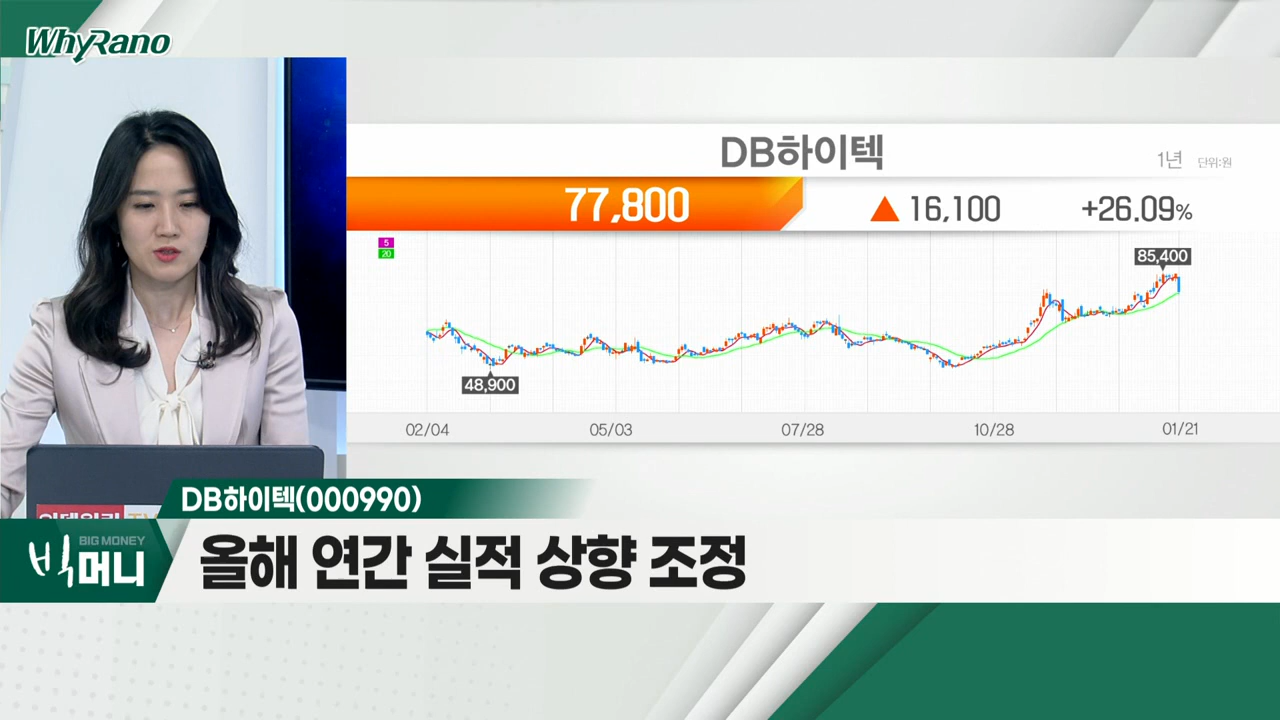 WhyRano
DB하이텍
1년 단위:원
77,800 ▲ 16,100 +26.09%
5
20
85,400
48,900
02/04 05/03 07/28 10/28 01/21
DB하이텍(000990)
BIG MONEY
빅머니
올해 연간 실적 상향 조정